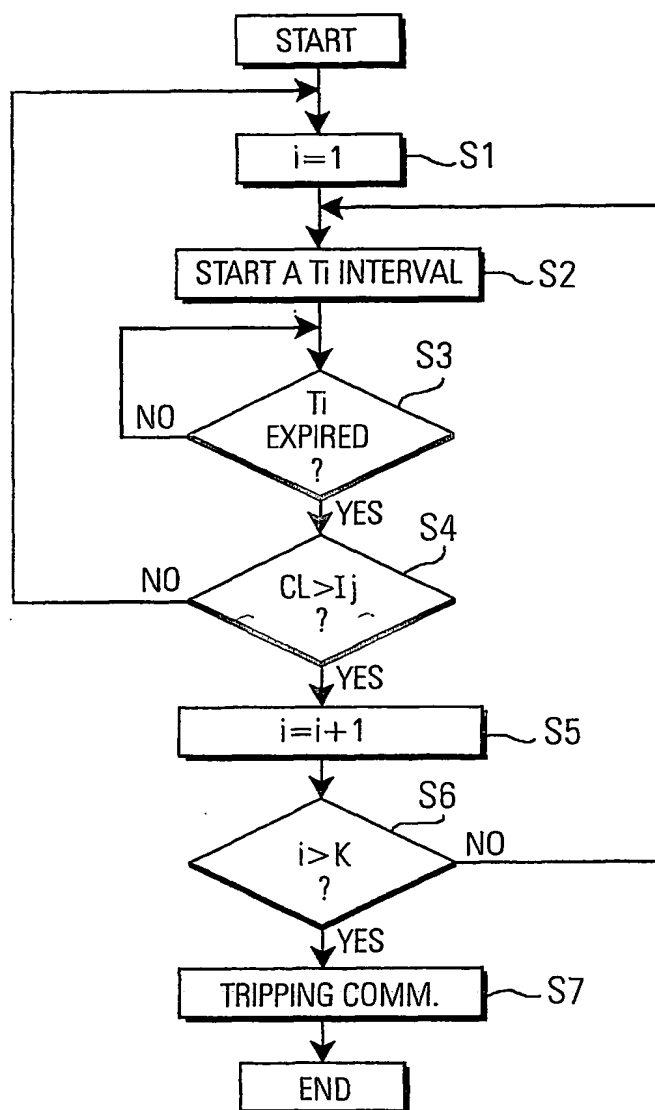 START
i=1
S1
START A Ti INTERVAL
S2
S3
Ti
EXPIRED
?
NO
YES
S4
NO
CL>Ij
?
YES
i=i+1
S5
S6
i>K
?
NO
YES
TRIPPING COMM.
S7
END